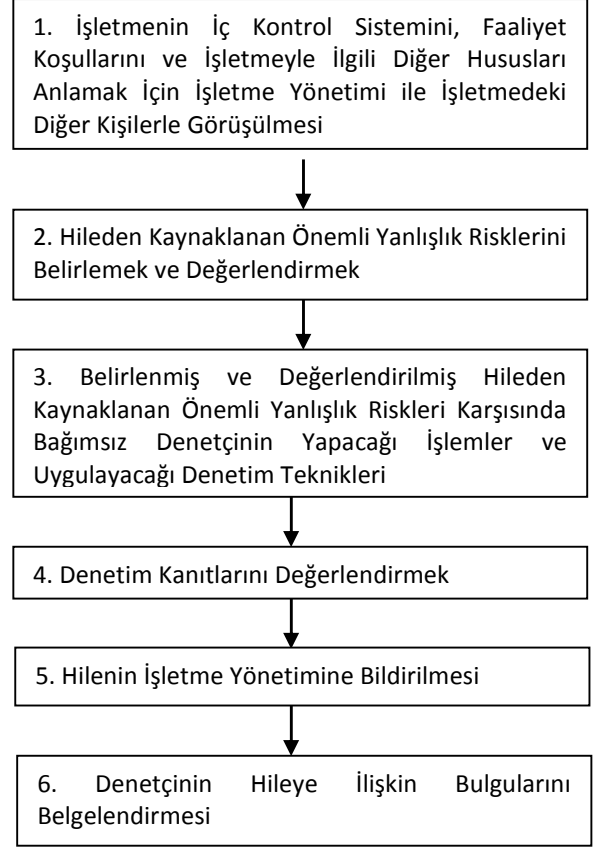 1. İşletmenin İç Kontrol Sistemini, Faaliyet
Koşullarını ve İşletmeyle İlgili Diğer Hususları
Anlamak İçin İşletme Yönetimi ile İşletmedeki
Diğer Kişilerle Görüşülmesi
2. Hileden Kaynaklanan Önemli Yanlışlık Risklerini
Belirlemek ve Değerlendirmek
3. Belirlenmiş ve Değerlendirilmiş Hileden
Kaynaklanan Önemli Yanlışlık Riskleri Karşısında
Bağımsız Denetçinin Yapacağı İşlemler ve
Uygulayacağı Denetim Teknikleri
4. Denetim Kanıtlarını Değerlendirmek
5. Hilenin İşletme Yönetimine Bildirilmesi
6. Denetçinin Hileye İlişkin Bulgularını
Belgelendirmesi